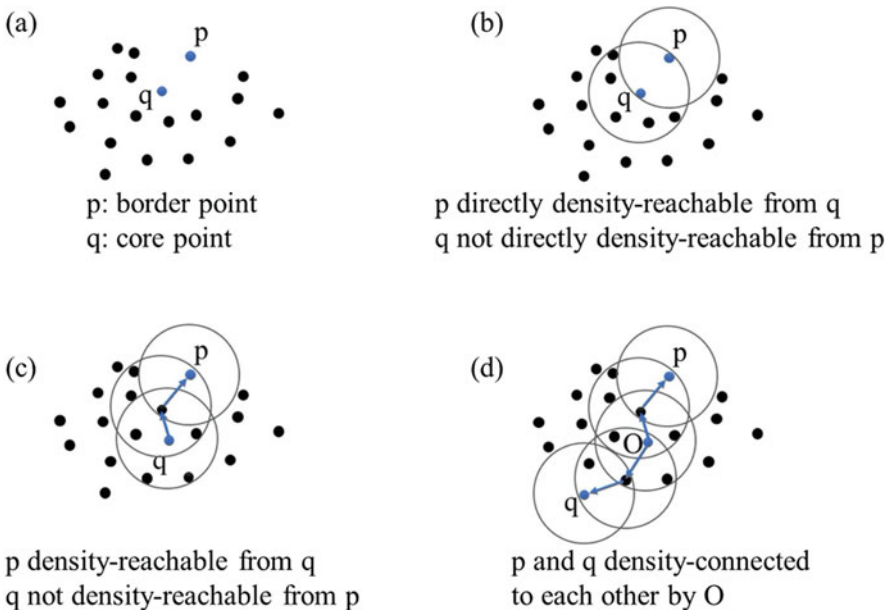 (a)
p
q
p: border point
q: core point
(b)
p
q
p directly density-reachable from q
q not directly density-reachable from p
(c)
p
q
p density-reachable from q
q not density-reachable from p
(d)
p
O
q
p and q density-connected
to each other by O